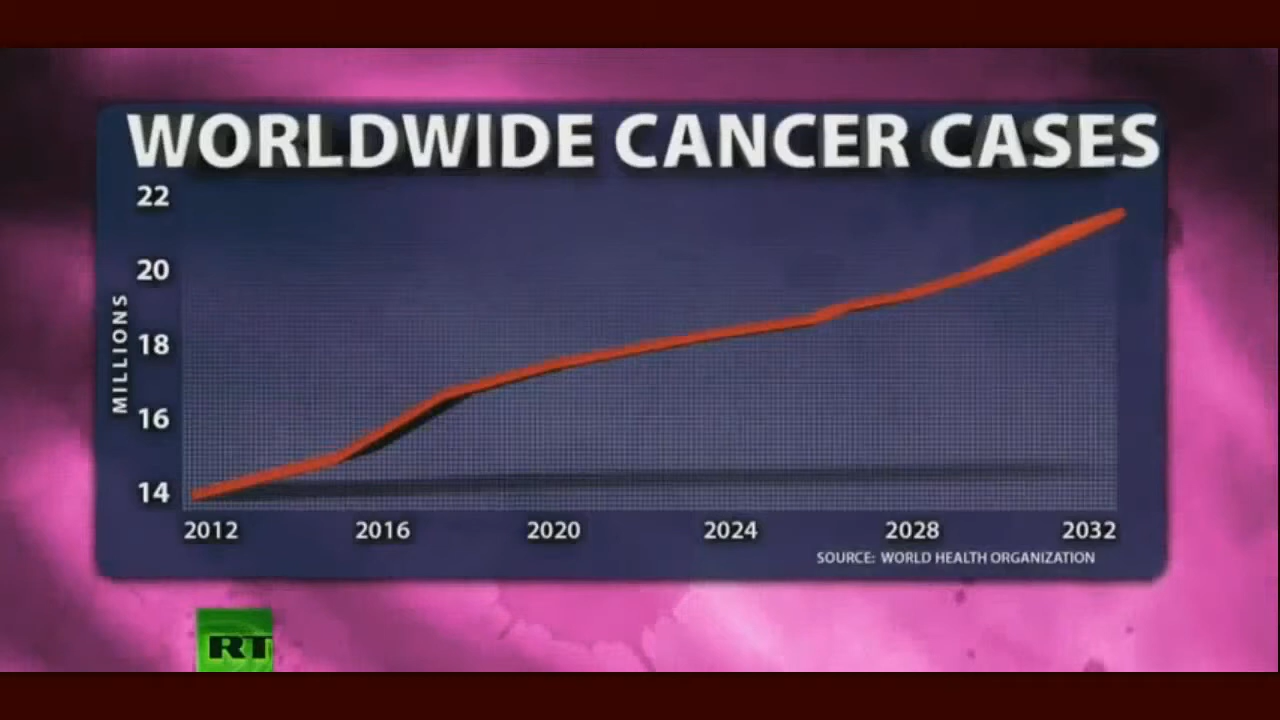 WORLDWIDE CANCER CASES
22
20
18
16
14
MILLIONS
2012 2016 2020 2024 2028 2032
SOURCE: WORLD HEALTH ORGANIZATION
RT